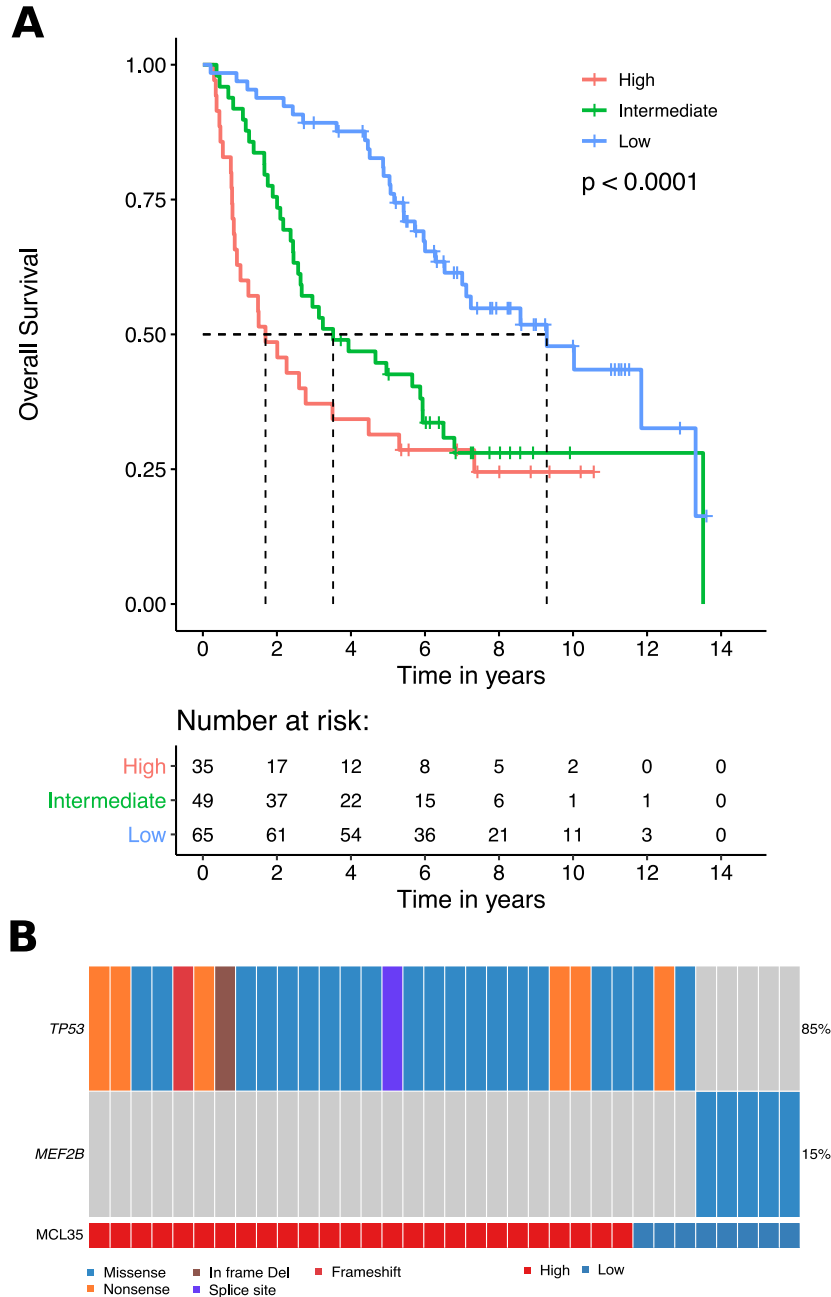 A
1.00
0.75
0.50
0.25
0.00
Overall Survival
High
Intermediate
Low
p < 0.0001
0 2 4 6 8 10 12 14
Time in years
Number at risk:
High 35 17 12 8 5 2 0 0
Intermediate 49 37 22 15 6 1 1 0
Low 65 61 54 36 21 11 3 0
0 2 4 6 8 10 12 14
Time in years
B
TP53 85%
MEF2B 15%
MCL35
Missense In frame Del Frameshift High Low
Nonsense Splice site